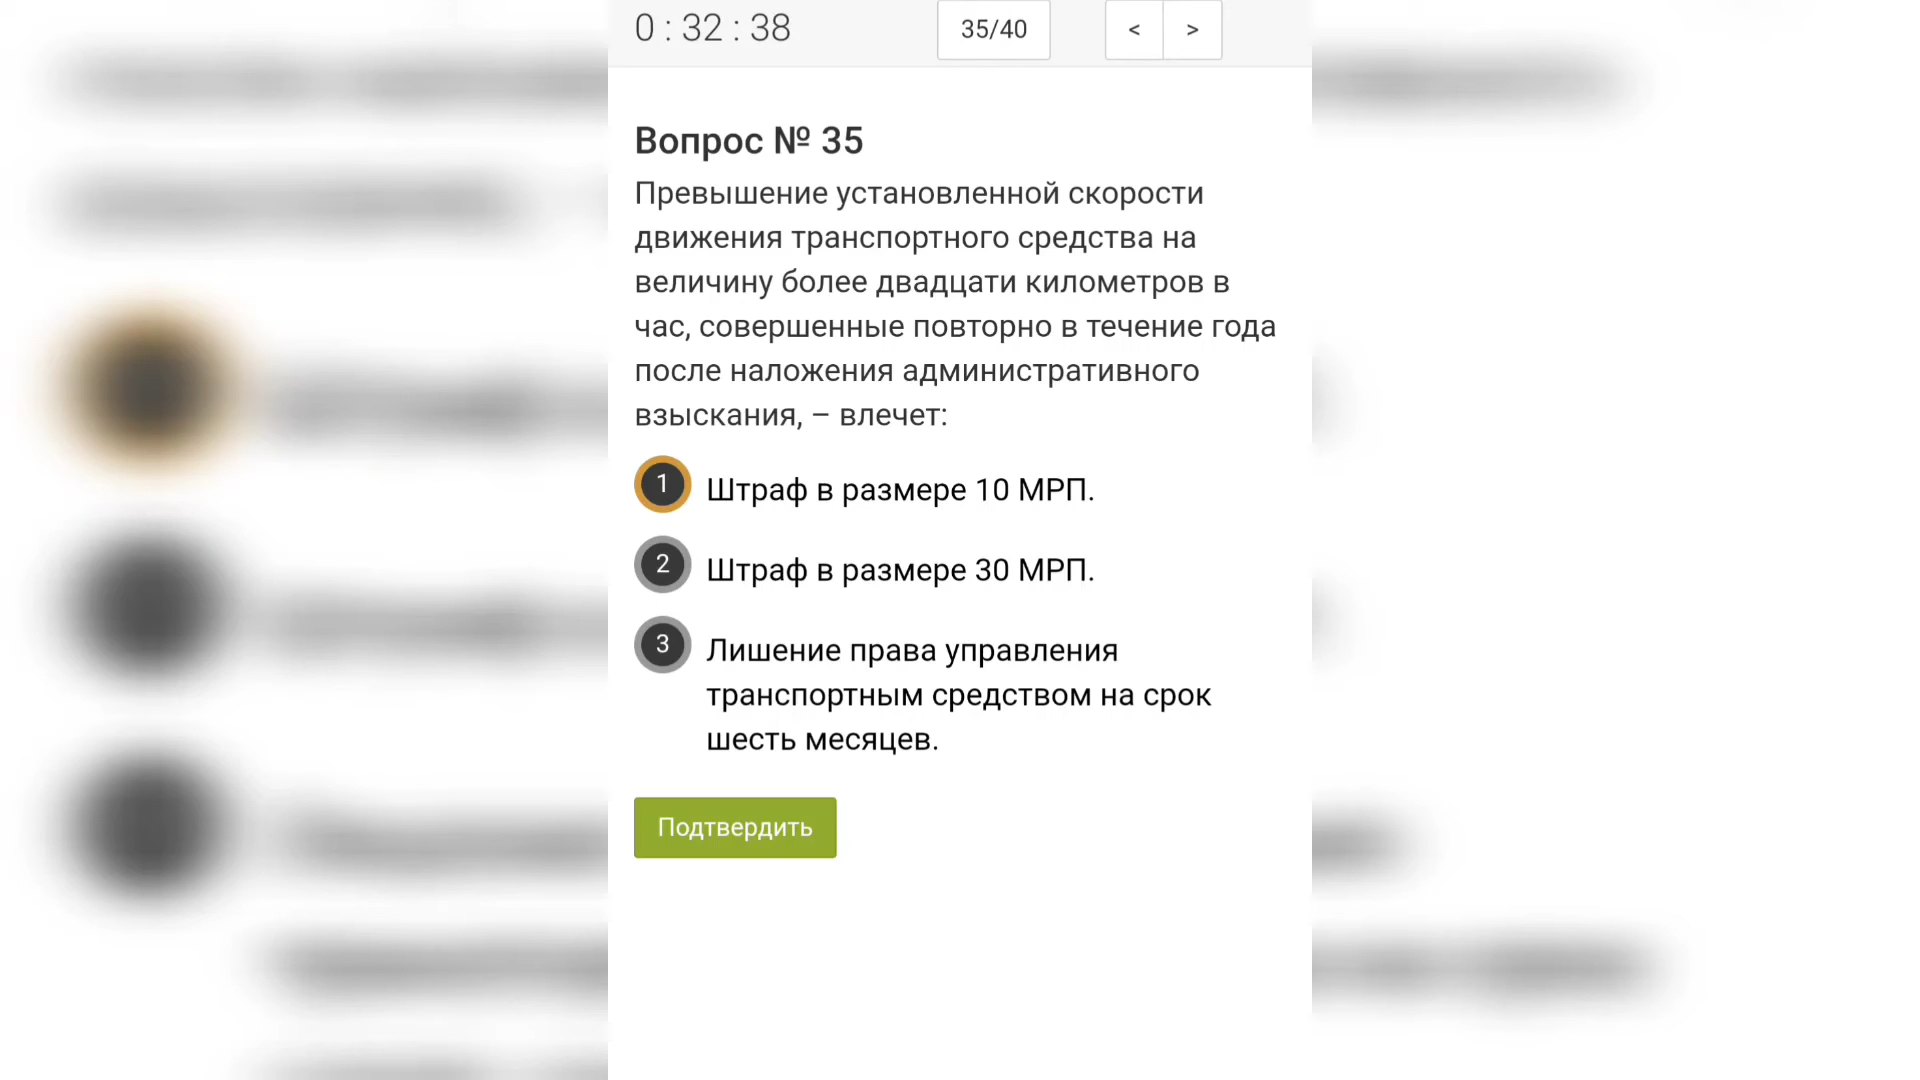 0 : 32 : 38
35/40
<
>
Вопрос № 35
Превышение установленной скорости
движения транспортного средства на
величину более двадцати километров в
час, совершенные повторно в течение года
после наложения административного
взыскания, – влечет:
1 Штраф в размере 10 МРП.
2 Штраф в размере 30 МРП.
3 Лишение права управления
транспортным средством на срок
шесть месяцев.
Подтвердить